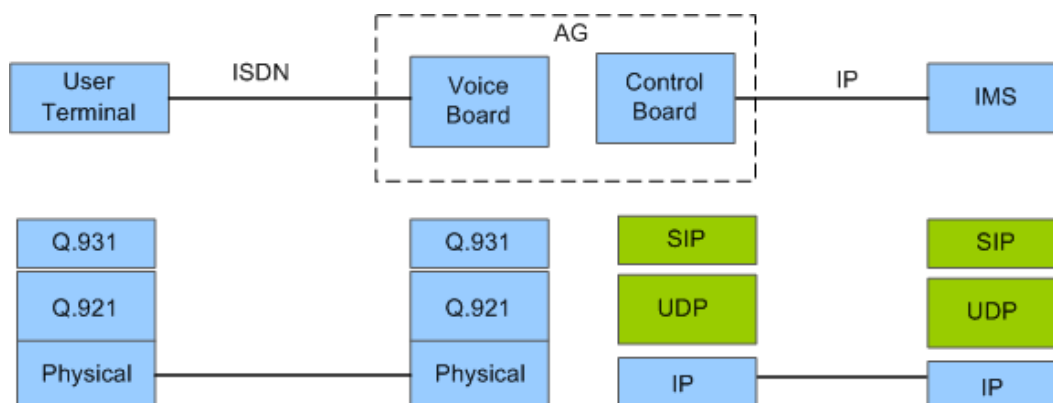 AG
User
Terminal
ISDN
Voice
Board
Control
Board
IP
IMS
Q.931
Q.931
SIP
SIP
Q.921
Q.921
UDP
UDP
Physical
Physical
IP
IP